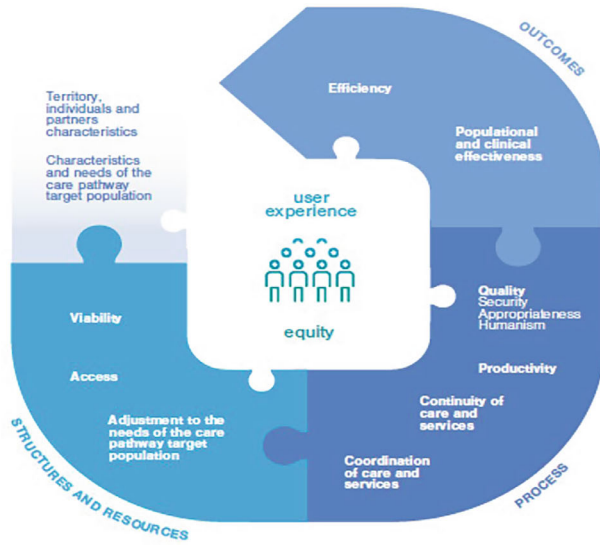 OUTCOMES
Efficiency
Populational
and clinical
effectiveness
Territory,
individuals and
partners
characteristics
Characteristics
and needs of the
care pathway
target population
user
experience
equity
Viability
Access
Adjustment to the
needs of the care
pathway target
population
STRUCTURES AND RESOURCES
Quality
Security
Appropriateness
Humanism
Productivity
Continuity of
care and
services
Coordination
of care and
services
PROCESS